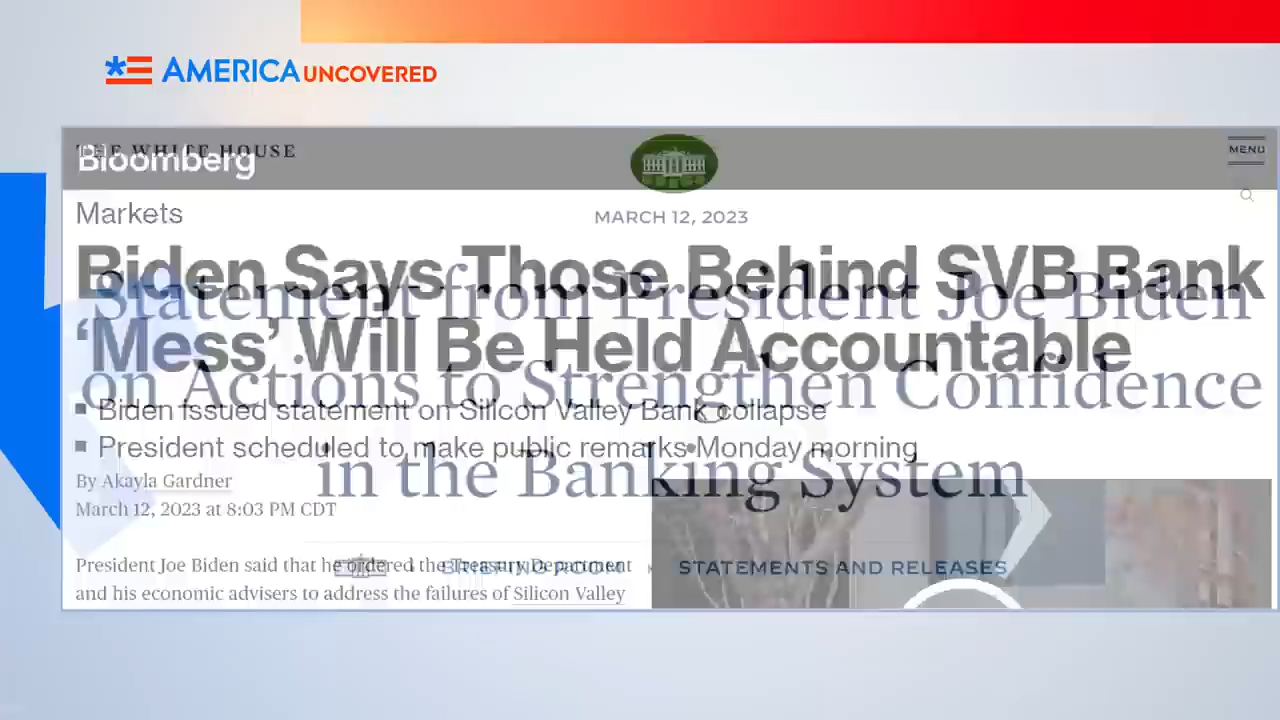 AMERICA UNCOVERED
THE WHITE HOUSE
Bloomberg
MENU
Markets
MARCH 12, 2023
Biden Says Those Behind SVB Bank
‘Mess’ Will Be Held Accountable
Statement from President Joe Biden
on Actions to Strengthen Confidence
in the Banking System
Biden issued statement on Silicon Valley Bank collapse
President scheduled to make public remarks Monday morning
By Akayla Gardner
March 12, 2023 at 8:03 PM CDT
BRIEFING ROOM
STATEMENTS AND RELEASES
President Joe Biden said that he ordered the Treasury Department
and his economic advisers to address the failures of Silicon Valley